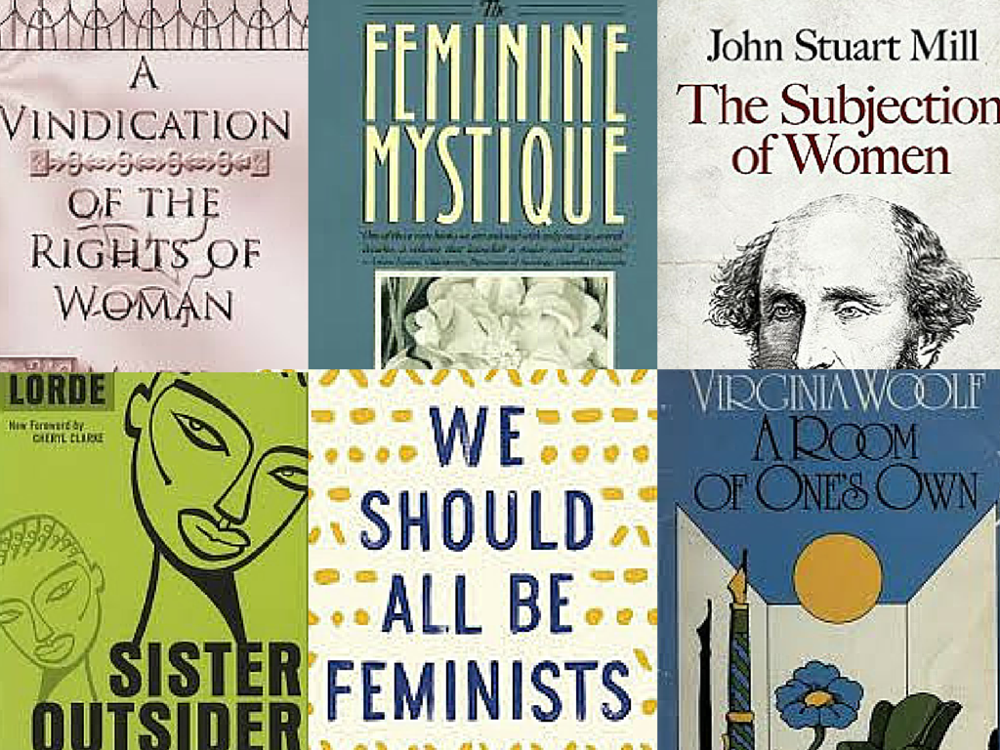 A
VINDICATION
OF THE
RIGHTS OF
WOMAN
The
FEMININE
MYSTIQUE
John Stuart Mill
The Subjection
of Women
LORDE
New Foreword by
CHERYL CLARKE
SISTER
OUTSIDER
WE
SHOULD
ALL BE
FEMINISTS
VIRGINIA WOOLF
A ROOM
OF ONE'S OWN